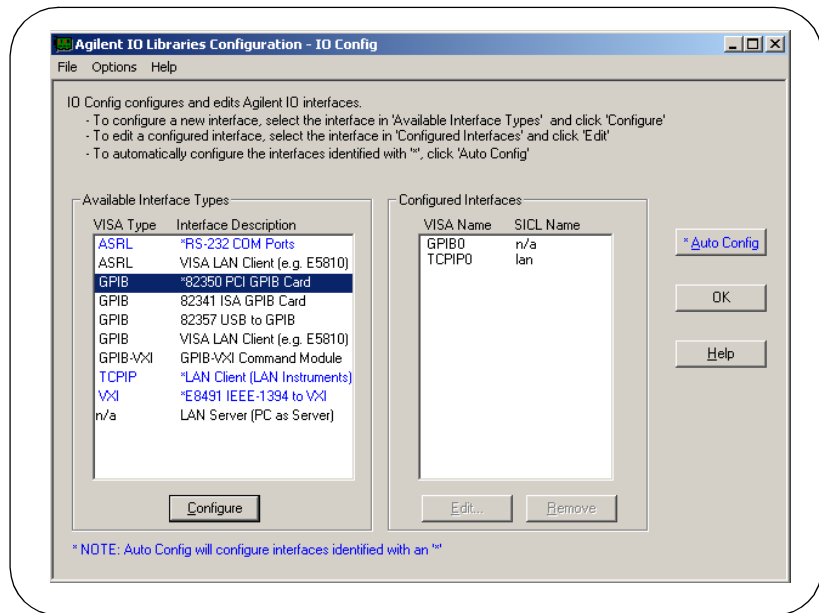 Agilent IO Libraries Configuration - IO Config
File Options Help
IO Config configures and edits Agilent IO interfaces.
- To configure a new interface, select the interface in 'Available Interface Types' and click 'Configure'
- To edit a configured interface, select the interface in 'Configured Interfaces' and click 'Edit'
- To automatically configure the interfaces identified with '*', click 'Auto Config'
Available Interface Types
VISA Type Interface Description
ASRL *RS-232 COM Ports
ASRL VISA LAN Client (e.g. E5810)
GPIB *82350 PCI GPIB Card
GPIB 82341 ISA GPIB Card
GPIB 82357 USB to GPIB
GPIB VISA LAN Client (e.g. E5810)
GPIB-VXI GPIB-VXI Command Module
TCPIP *LAN Client (LAN Instruments)
VXI *E8491 IEEE-1394 to VXI
n/a LAN Server (PC as Server)
Configure
Configured Interfaces
VISA Name SICL Name
GPIB0 n/a
TCPIP0 lan
Edit... Remove
* Auto Config
OK
Help
* NOTE: Auto Config will configure interfaces identified with an '*'